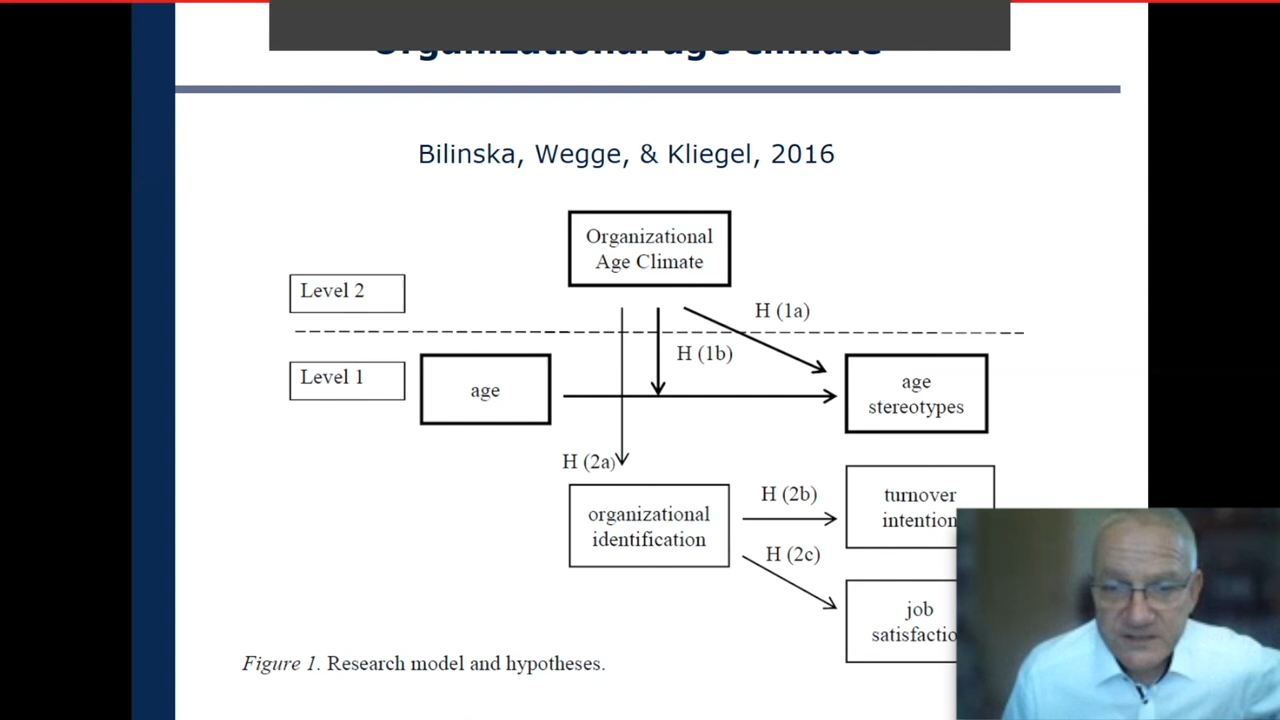 Organizational age climate
Bilinska, Wegge, & Kliegel, 2016
Organizational
Age Climate
Level 2
H (1a)
H (1b)
Level 1
age
age
stereotypes
H (2a)
organizational
identification
H (2b)
turnover
intention
H (2c)
job
satisfactio
Figure 1. Research model and hypotheses.